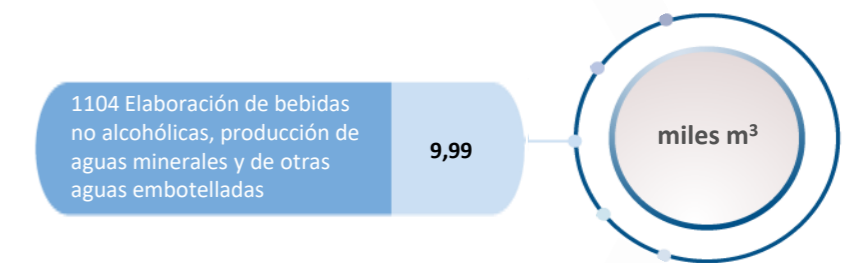 1104 Elaboración de bebidas
no alcohólicas, producción de
aguas minerales y de otras
aguas embotelladas
9,99
miles m³